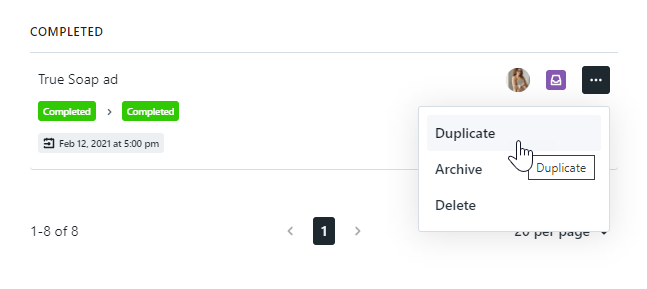 COMPLETED
True Soap ad
Completed > Completed
Feb 12, 2021 at 5:00 pm
Duplicate
Duplicate
Archive
Delete
1-8 of 8
1
20 per page